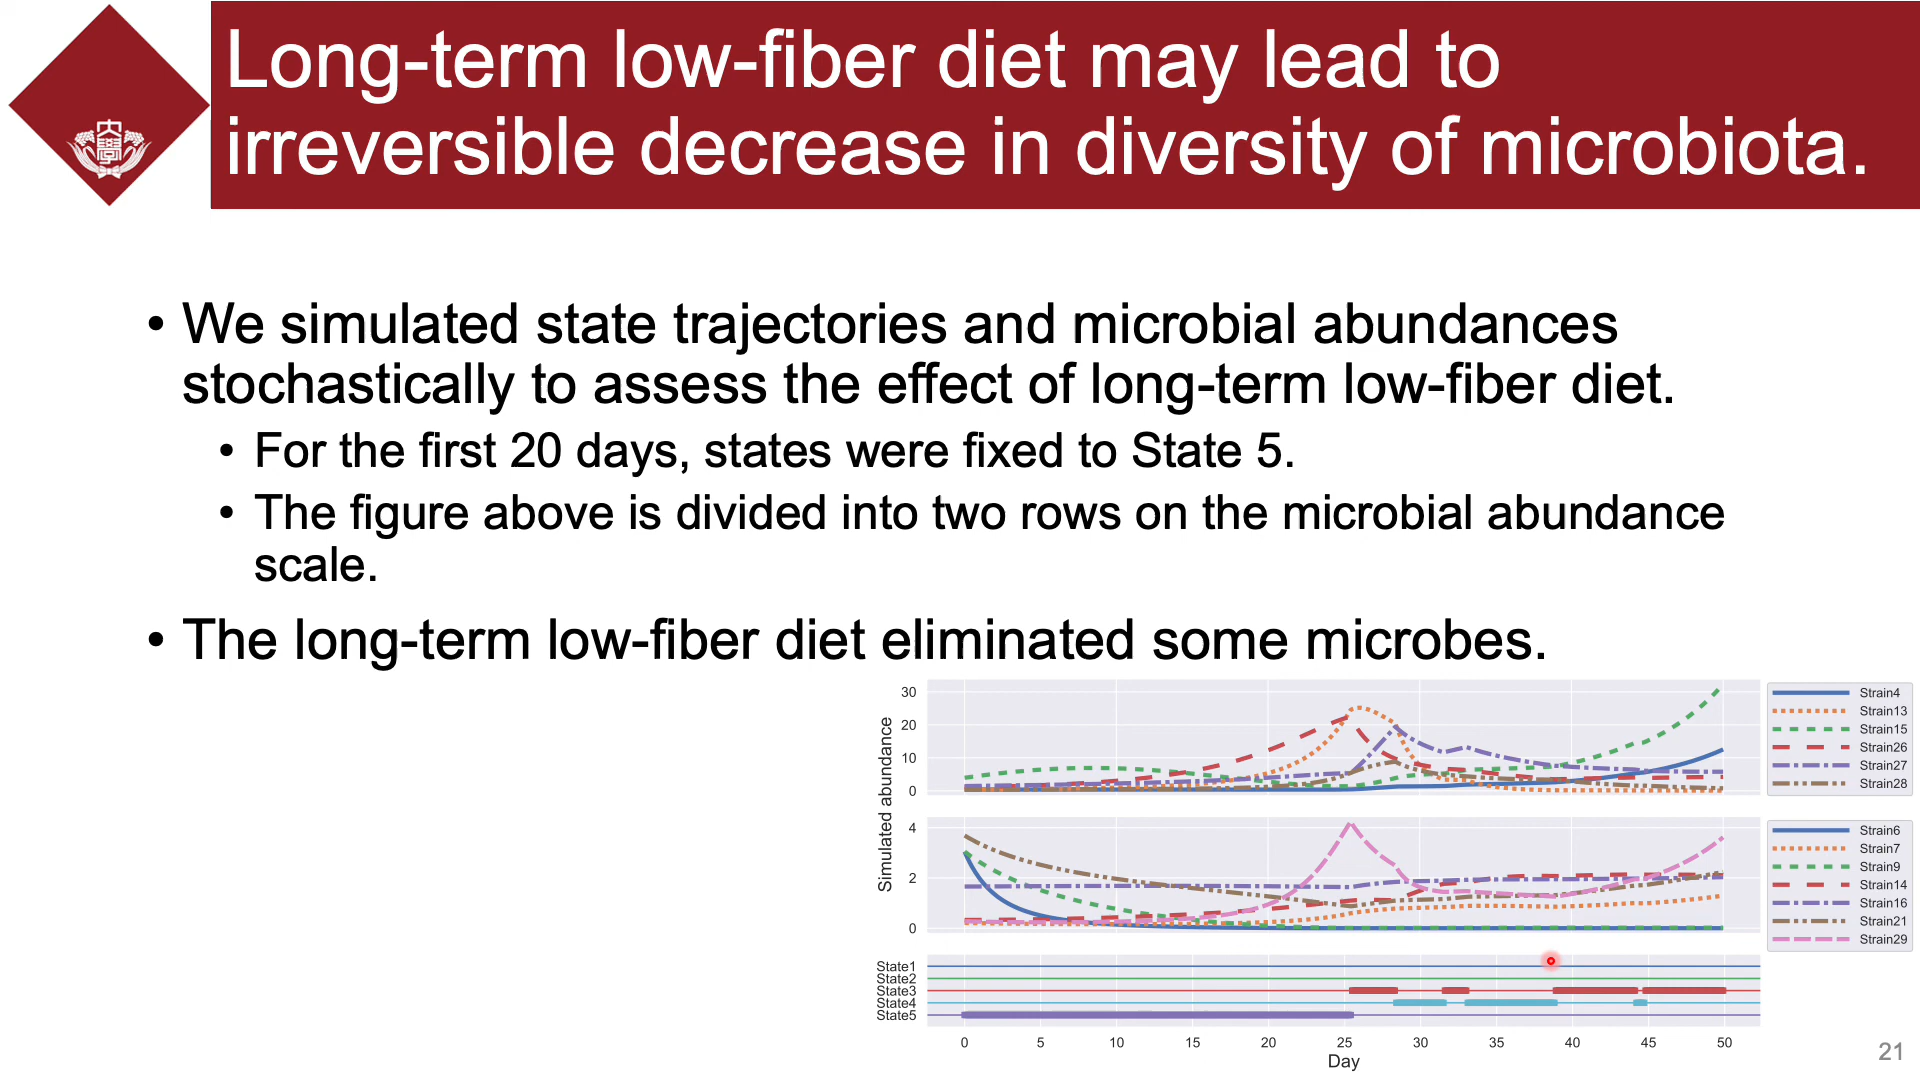 Long-term low-fiber diet may lead to
irreversible decrease in diversity of microbiota.
• We simulated state trajectories and microbial abundances
stochastically to assess the effect of long-term low-fiber diet.
• For the first 20 days, states were fixed to State 5.
• The figure above is divided into two rows on the microbial abundance
scale.
• The long-term low-fiber diet eliminated some microbes.
Simulated abundance
30
20
10
0
Strain4
Strain13
Strain15
Strain26
Strain27
Strain28
4
2
0
Strain6
Strain7
Strain9
Strain14
Strain16
Strain21
Strain29
State1
State2
State3
State4
State5
0 5 10 15 20 25 30 35 40 45 50
Day
21